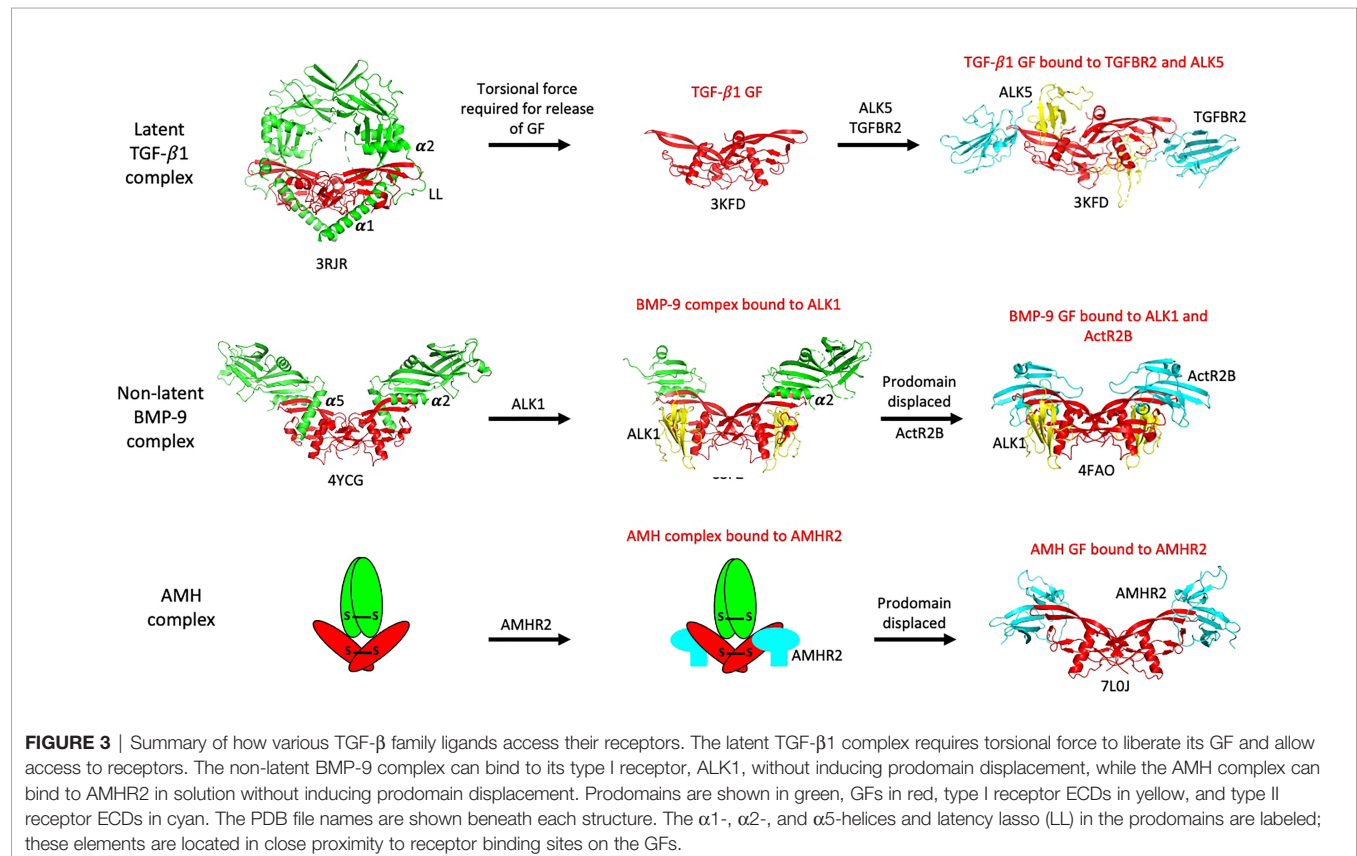 Latent
TGF-β1
complex
α2
LL
α1
3RJR
Torsional force
required for release
of GF
TGF-β1 GF
3KFD
ALK5
TGFBR2
TGF-β1 GF bound to TGFBR2 and ALK5
ALK5
TGFBR2
3KFD
Non-latent
BMP-9
complex
α5
α2
4YCG
ALK1
BMP-9 compex bound to ALK1
α2
ALK1
Prodomain
displaced
ActR2B
BMP-9 GF bound to ALK1 and
ActR2B
ActR2B
ALK1
4FAO
AMH
complex
S S
S S
AMHR2
AMH complex bound to AMHR2
S S
S S
AMHR2
Prodomain
displaced
AMH GF bound to AMHR2
AMHR2
7L0J
FIGURE 3 | Summary of how various TGF-β family ligands access their receptors. The latent TGF-β1 complex requires torsional force to liberate its GF and allow
access to receptors. The non-latent BMP-9 complex can bind to its type I receptor, ALK1, without inducing prodomain displacement, while the AMH complex can
bind to AMHR2 in solution without inducing prodomain displacement. Prodomains are shown in green, GFs in red, type I receptor ECDs in yellow, and type II
receptor ECDs in cyan. The PDB file names are shown beneath each structure. The α1-, α2-, and α5-helices and latency lasso (LL) in the prodomains are labeled;
these elements are located in close proximity to receptor binding sites on the GFs.